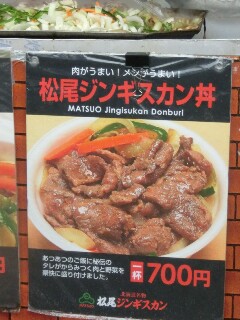 肉がうまい!メシがうまい!
松尾ジンギスカン丼
MATSUO Jingisukan Donburi
あつあつのご飯に秘伝の
タレがからみつく肉と野菜を
豪快に盛り付けました。
一杯 700円
松尾ジンギスカン